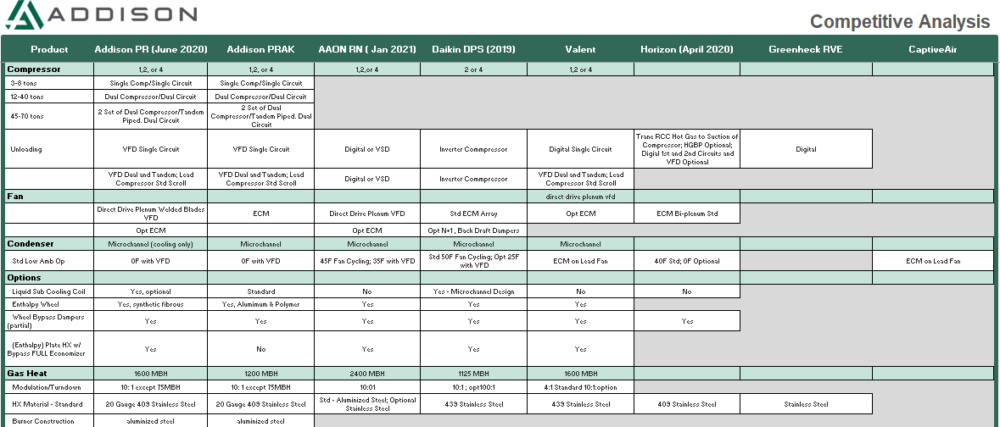 ADDISON
Competitive Analysis
Product Addison PR (June 2020) Addison PRAK AAON RN ( Jan 2021) Daikin DPS (2019) Valent Horizon (April 2020) Greenheck RVE CaptiveAir
Compressor 1,2, or 4 1,2, or 4 1,2,or 4 2 or 4 1,2 or 4
3-8 tons Single Comp/Single Circuit Single Comp/Single Circuit
12-40 tons Dual Compressor/Dual Circuit Dual Compressor/Dual Circuit
45-70 tons 2 Set of Dual Compressor/Tandem Piped. Dual Circuit 2 Set of Dual Compressor/Tandem Piped. Dual Circuit
Unloading VFD Single Circuit VFD Single Circuit Digital or VSD Inverter Commpressor Digital Single Circuit Trane RCC Hot Gas to Suction of Compressor; HGBP Optional; Digial 1st and 2nd Circuits and VFD Optional Digital
VFD Dual and Tandem; Lead Compressor Std Scroll VFD Dual and Tandem; Lead Compressor Std Scroll Digital or VSD Inverter Commpressor VFD Dual and Tandem; Lead Compressor Std Scroll
Fan direct drive plenum vfd
Direct Drive Plenum Welded Blades VFD ECM Direct Drive Plenum VFD Std ECM Array Opt ECM ECM Bi-plenum Std
Opt ECM Opt ECM Opt N+1, Back Draft Dampers
Condenser Microchannel (cooling only) Microchannel Microchannel Microchannel Microchannel
Std Low Amb Op 0F with VFD 0F with VFD 45F Fan Cycling; 35F with VFD Std 50F Fan Cycling; Opt 25F with VFD ECM on Lead Fan 40F Std; 0F Optional ECM on Lead Fan
Options
Liquid Sub Cooling Coil Yes, optional Standard No Yes - Microchannel Design No No
Enthalpy Wheel Yes, synthetic fibrous Yes, Alumimum & Polymer Yes Yes Yes
Wheel Bypass Dampers (partial) Yes Yes Yes Yes Yes Yes
(Enthalpy) Plate HX w/ Bypass FULL Economizer Yes No Yes Yes Yes
Gas Heat 1600 MBH 1200 MBH 2400 MBH 1125 MBH 1600 MBH
Modulation/Turndown 10: 1 except 75MBH 10: 1 except 75MBH 10:01 10:1 ; opt100:1 4:1 Standard 10:1option
HX Material - Standard 20 Gauge 409 Stainless Steel 20 Gauge 409 Stainless Steel Std - Aluminized Steel; Optional Stainless Steel 439 Stainless Steel 439 Stainless Steel 409 Stainless Steel Stainless Steel
Burner Construction aluminized steel aluminized steel